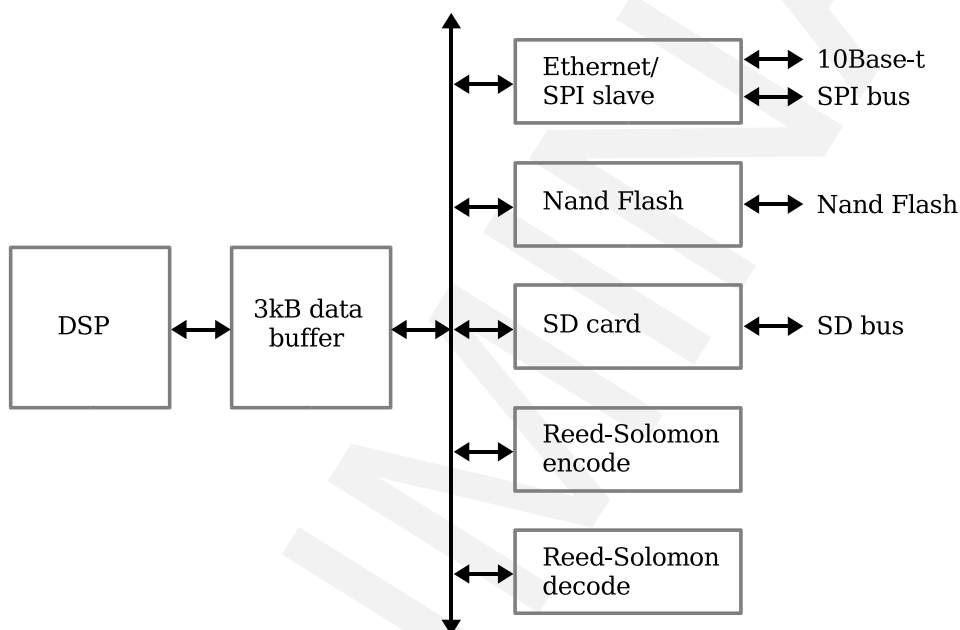 Ethernet/
SPI slave
10Base-t
SPI bus
Nand Flash
Nand Flash
DSP
3kB data
buffer
SD card
SD bus
Reed-Solomon
encode
Reed-Solomon
decode